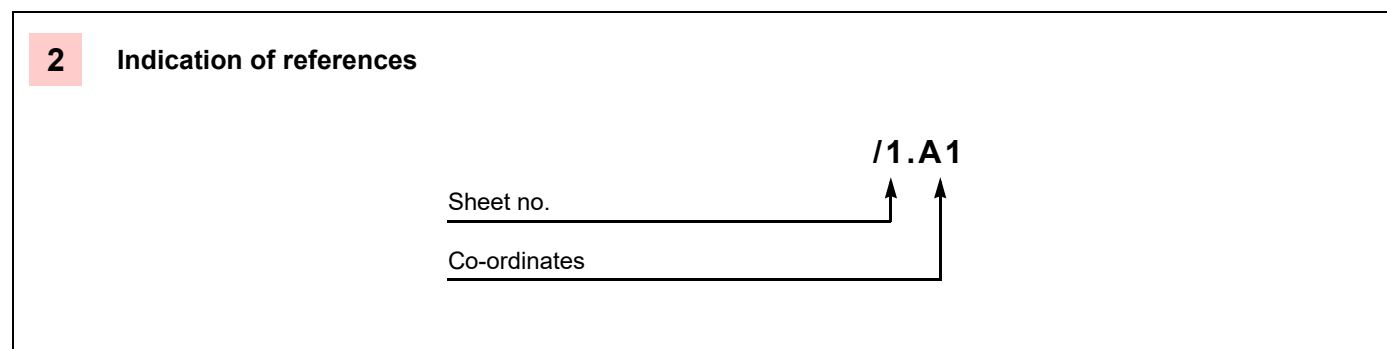 2 Indication of references
/1.A1
Sheet no.
Co-ordinates